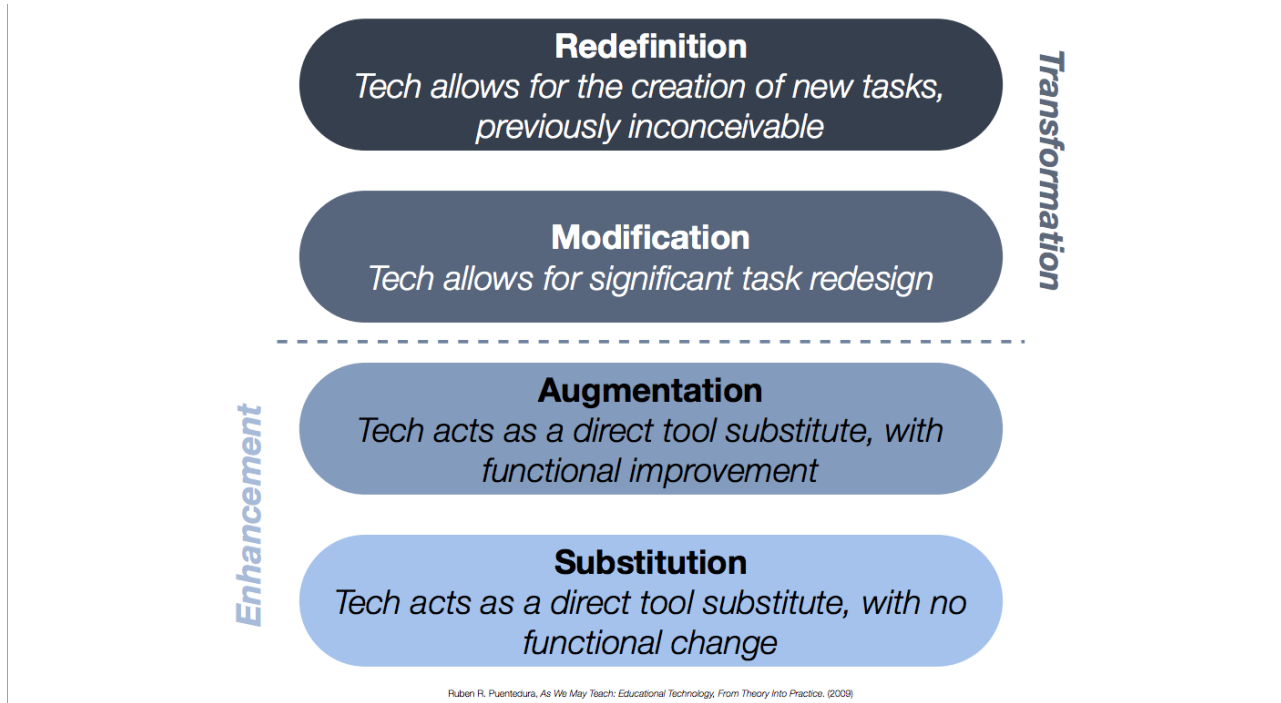 Redefinition
Tech allows for the creation of new tasks,
previously inconceivable
Transformation
Modification
Tech allows for significant task redesign
Augmentation
Tech acts as a direct tool substitute, with
functional improvement
Enhancement
Substitution
Tech acts as a direct tool substitute, with no
functional change
Ruben R. Puentedura, As We May Teach: Educational Technology, From Theory Into Practice. (2009)